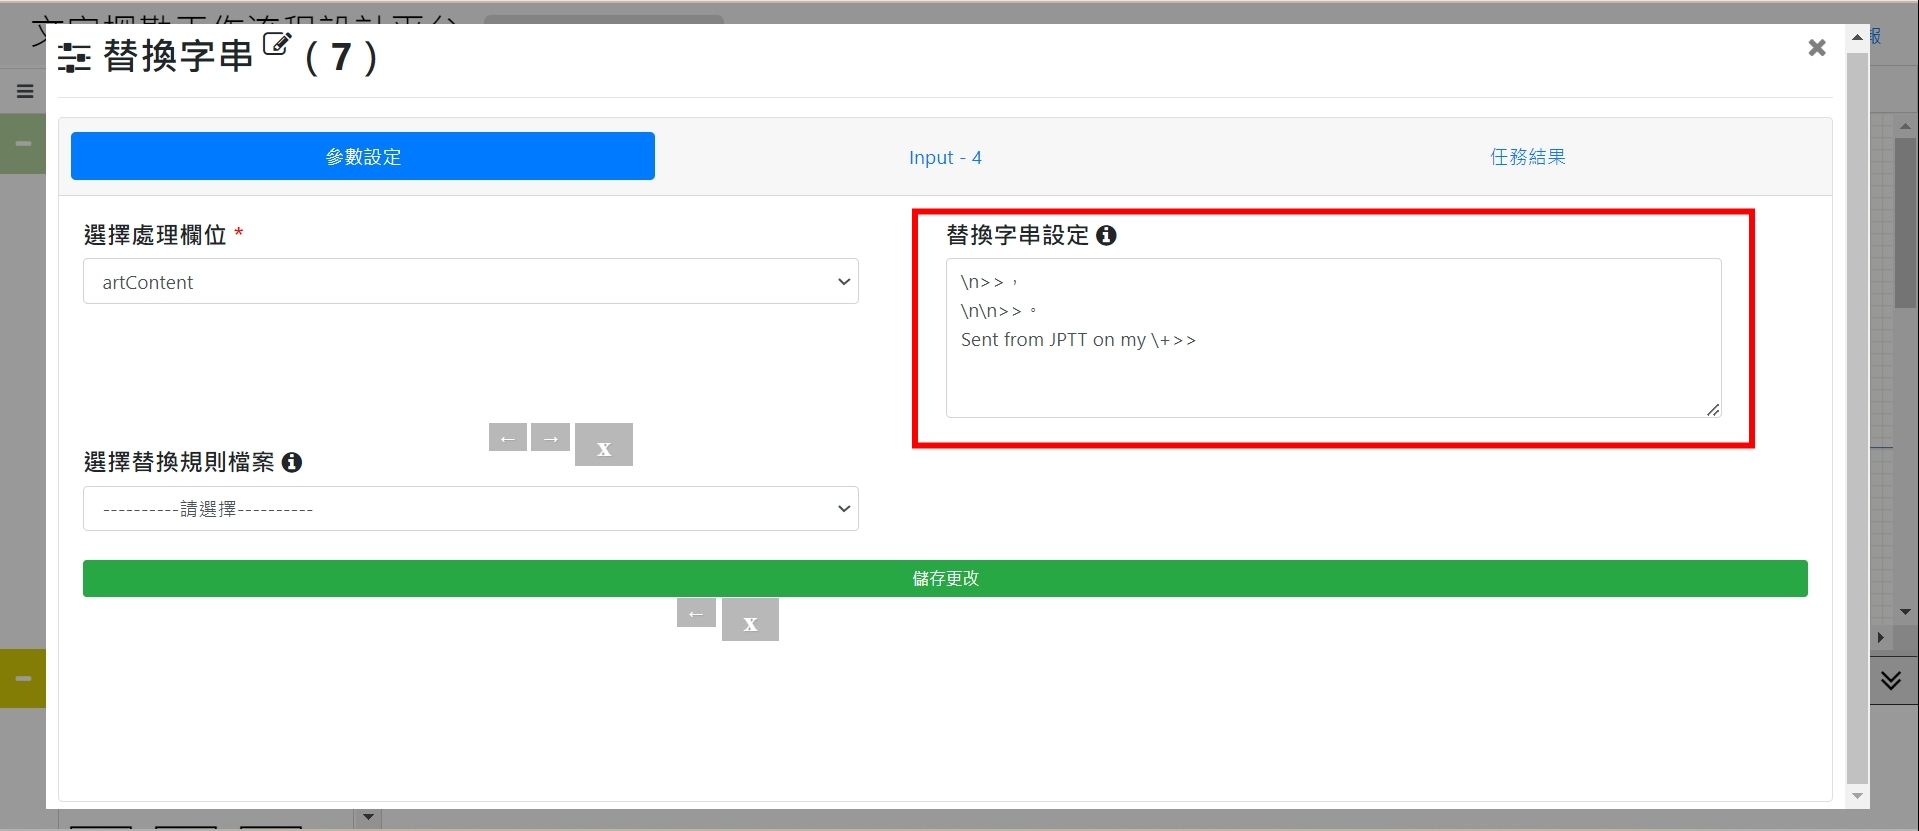 替換字串 ( 7 )
參數設定
Input - 4
任務結果
選擇處理欄位 *
artContent
替換字串設定
\n>>，
\n\n>>。
Sent from JPTT on my \+>>
← → x
選擇替換規則檔案
----------請選擇----------
儲存更改
← x